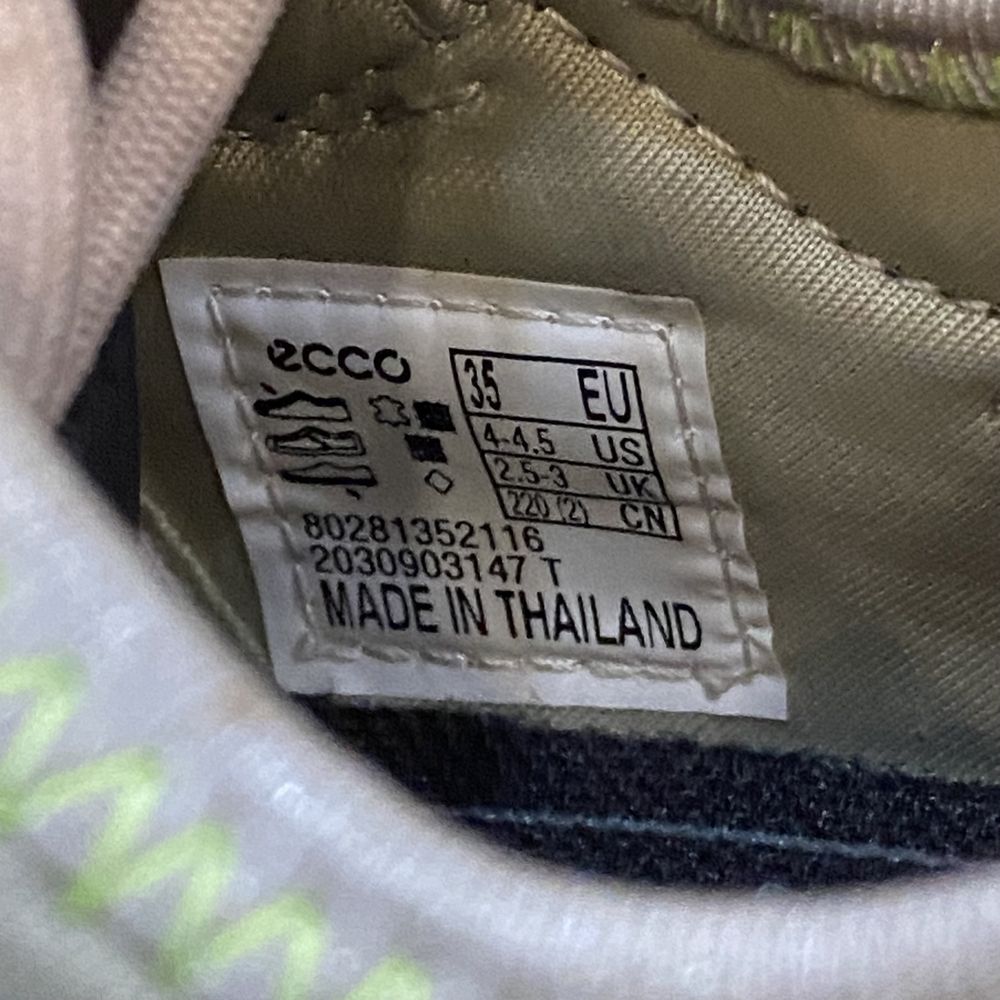 ecco
35 EU
4-4.5 US
2.5-3 UK
220 (2) CN
80281352116
2030903147 T
MADE IN THAILAND